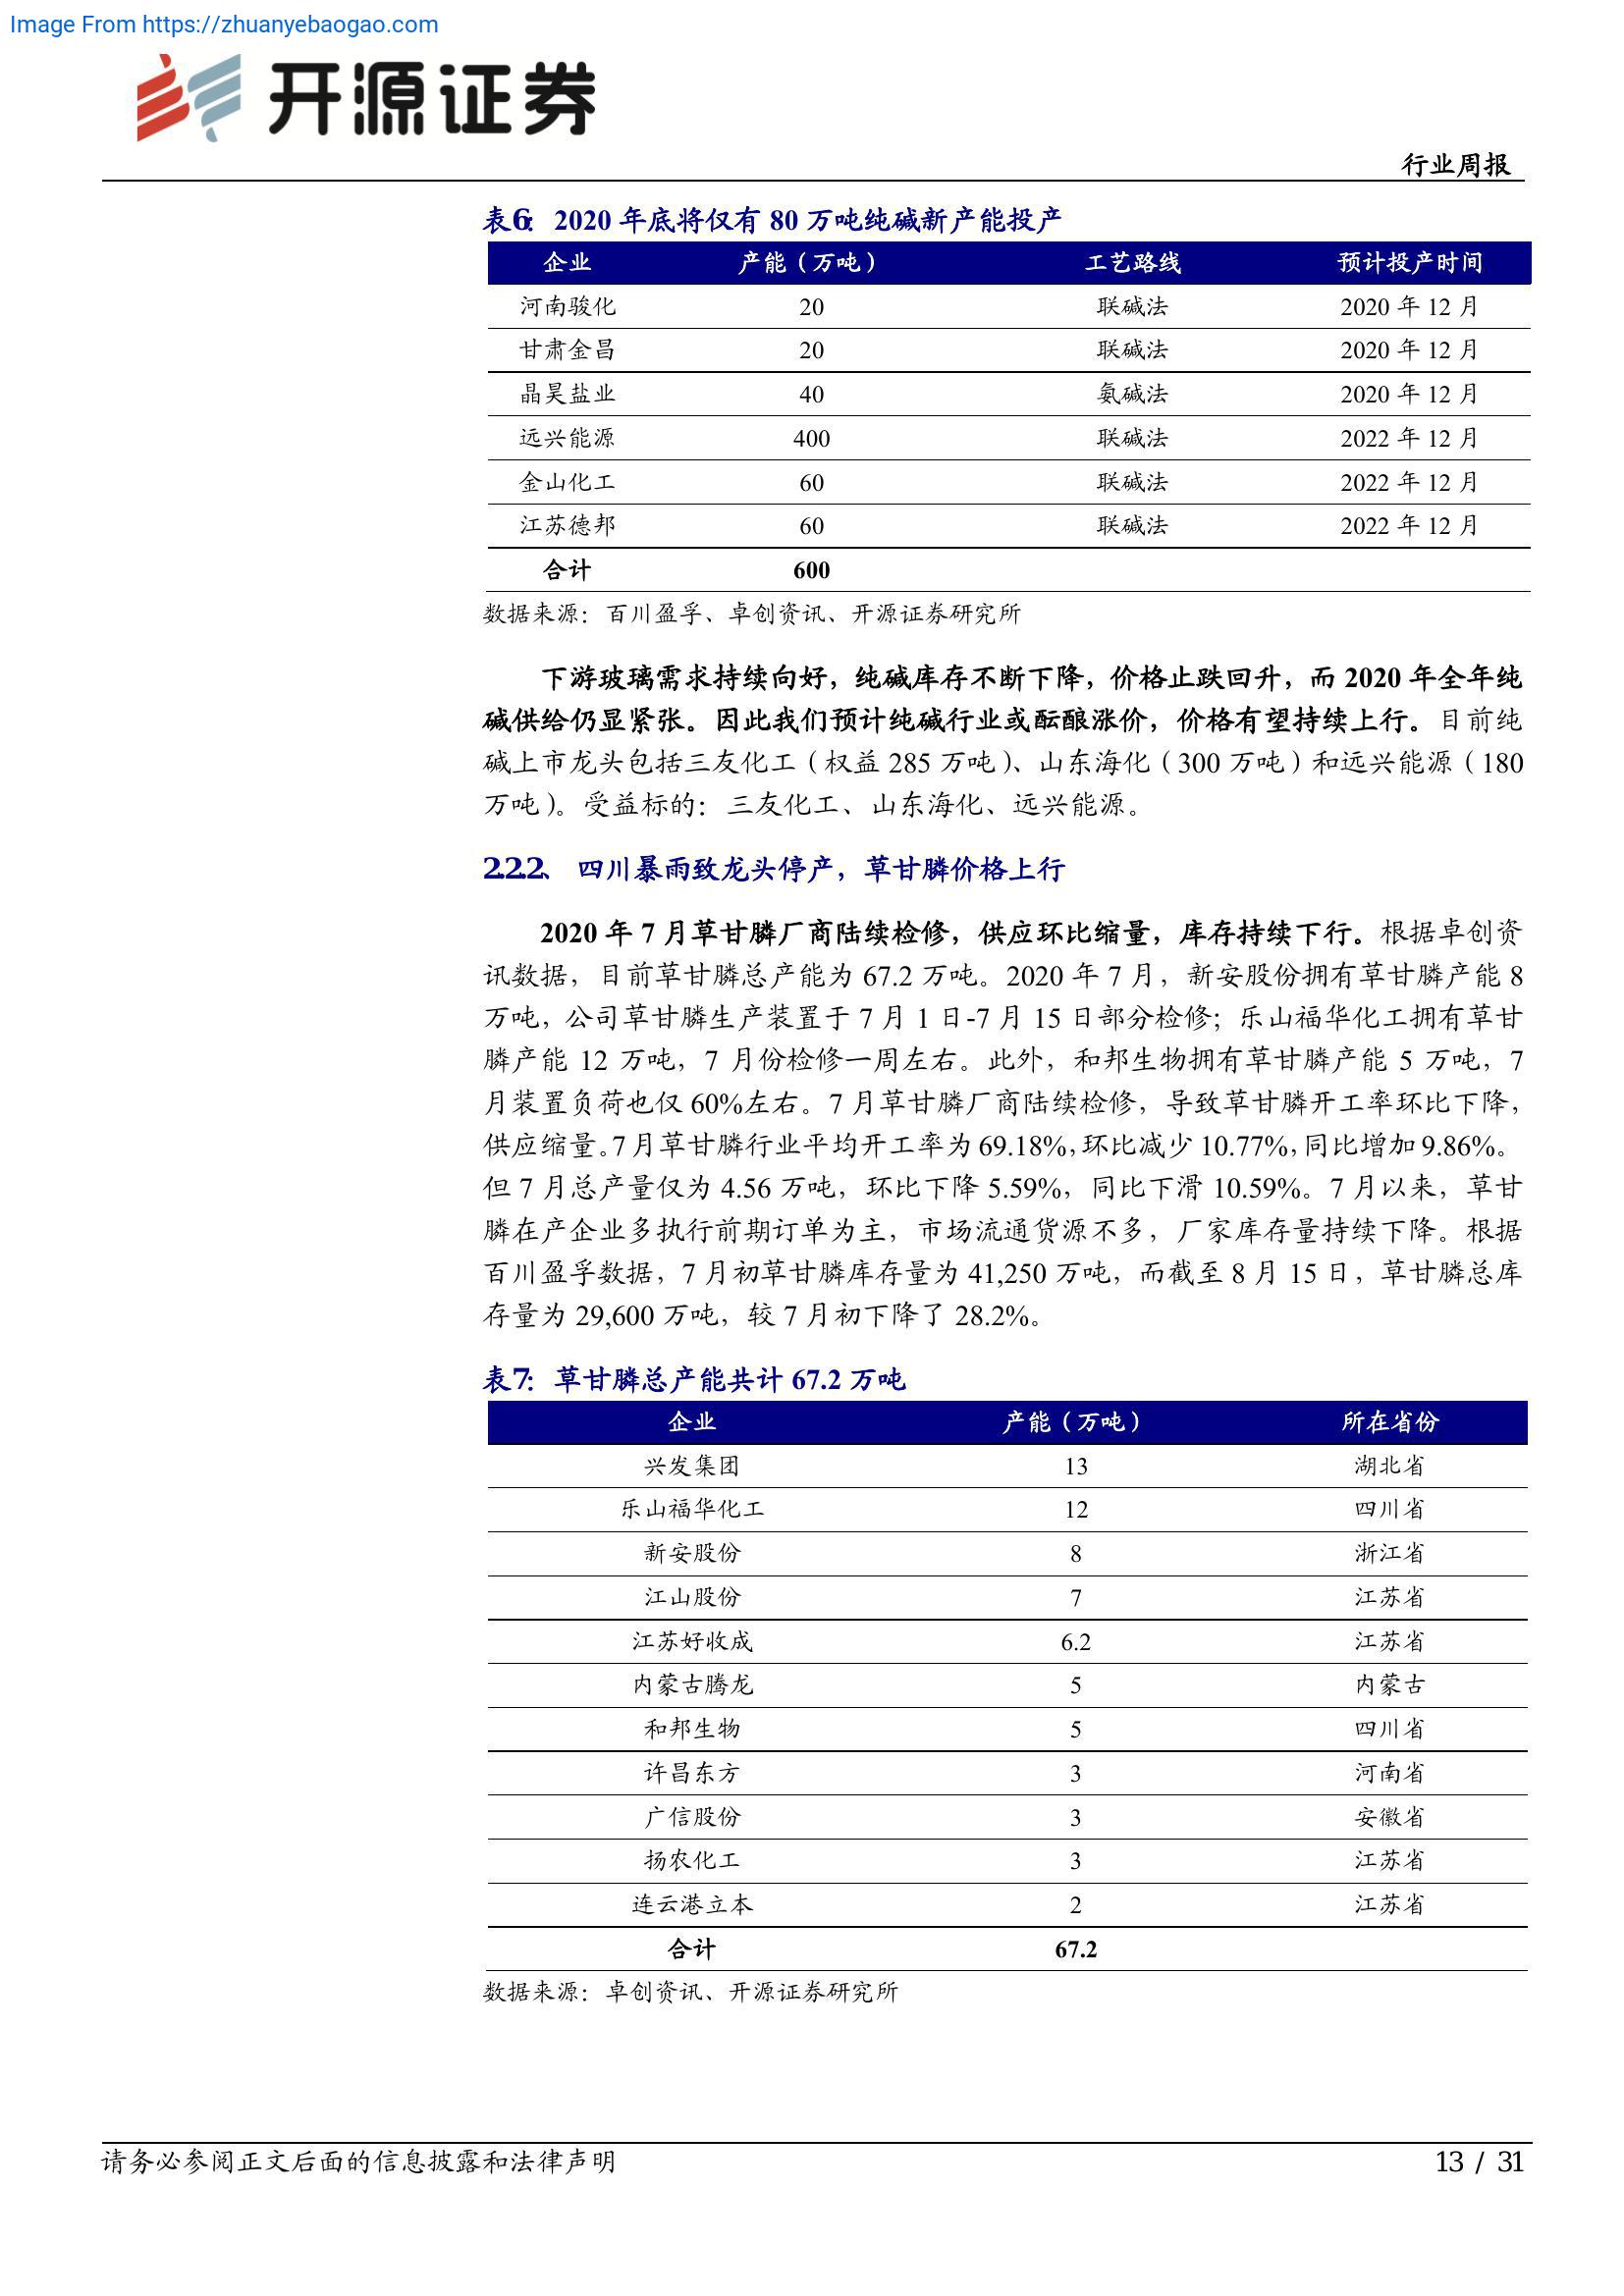 Image From https://zhuanyebaogao.com
开源证券
行业周报
表6： 2020 年底将仅有 80 万吨纯碱新产能投产
企业 产能（万吨） 工艺路线 预计投产时间
河南骏化 20 联碱法 2020 年 12 月
甘肃金昌 20 联碱法 2020 年 12 月
晶昊盐业 40 氨碱法 2020 年 12 月
远兴能源 400 联碱法 2022 年 12 月
金山化工 60 联碱法 2022 年 12 月
江苏德邦 60 联碱法 2022 年 12 月
合计 600
数据来源：百川盈孚、卓创资讯、开源证券研究所
下游玻璃需求持续向好，纯碱库存不断下降，价格止跌回升，而 2020 年全年纯
碱供给仍显紧张。因此我们预计纯碱行业或酝酿涨价，价格有望持续上行。目前纯
碱上市龙头包括三友化工（权益 285 万吨）、山东海化（300 万吨）和远兴能源（180
万吨）。受益标的：三友化工、山东海化、远兴能源。
2.2.2、 四川暴雨致龙头停产，草甘膦价格上行
2020 年 7 月草甘膦厂商陆续检修，供应环比缩量，库存持续下行。根据卓创资
讯数据，目前草甘膦总产能为 67.2 万吨。2020 年 7 月，新安股份拥有草甘膦产能 8
万吨，公司草甘膦生产装置于 7 月 1 日-7 月 15 日部分检修；乐山福华化工拥有草甘
膦产能 12 万吨，7 月份检修一周左右。此外，和邦生物拥有草甘膦产能 5 万吨，7
月装置负荷也仅 60%左右。7 月草甘膦厂商陆续检修，导致草甘膦开工率环比下降，
供应缩量。7 月草甘膦行业平均开工率为 69.18%，环比减少 10.77%，同比增加 9.86%。
但 7 月总产量仅为 4.56 万吨，环比下降 5.59%，同比下滑 10.59%。7 月以来，草甘
膦在产企业多执行前期订单为主，市场流通货源不多，厂家库存量持续下降。根据
百川盈孚数据，7 月初草甘膦库存量为 41,250 万吨，而截至 8 月 15 日，草甘膦总库
存量为 29,600 万吨，较 7 月初下降了 28.2%。
表7： 草甘膦总产能共计 67.2 万吨
企业 产能（万吨） 所在省份
兴发集团 13 湖北省
乐山福华化工 12 四川省
新安股份 8 浙江省
江山股份 7 江苏省
江苏好收成 6.2 江苏省
内蒙古腾龙 5 内蒙古
和邦生物 5 四川省
许昌东方 3 河南省
广信股份 3 安徽省
扬农化工 3 江苏省
连云港立本 2 江苏省
合计 67.2
数据来源：卓创资讯、开源证券研究所
请务必参阅正文后面的信息披露和法律声明
13 / 31